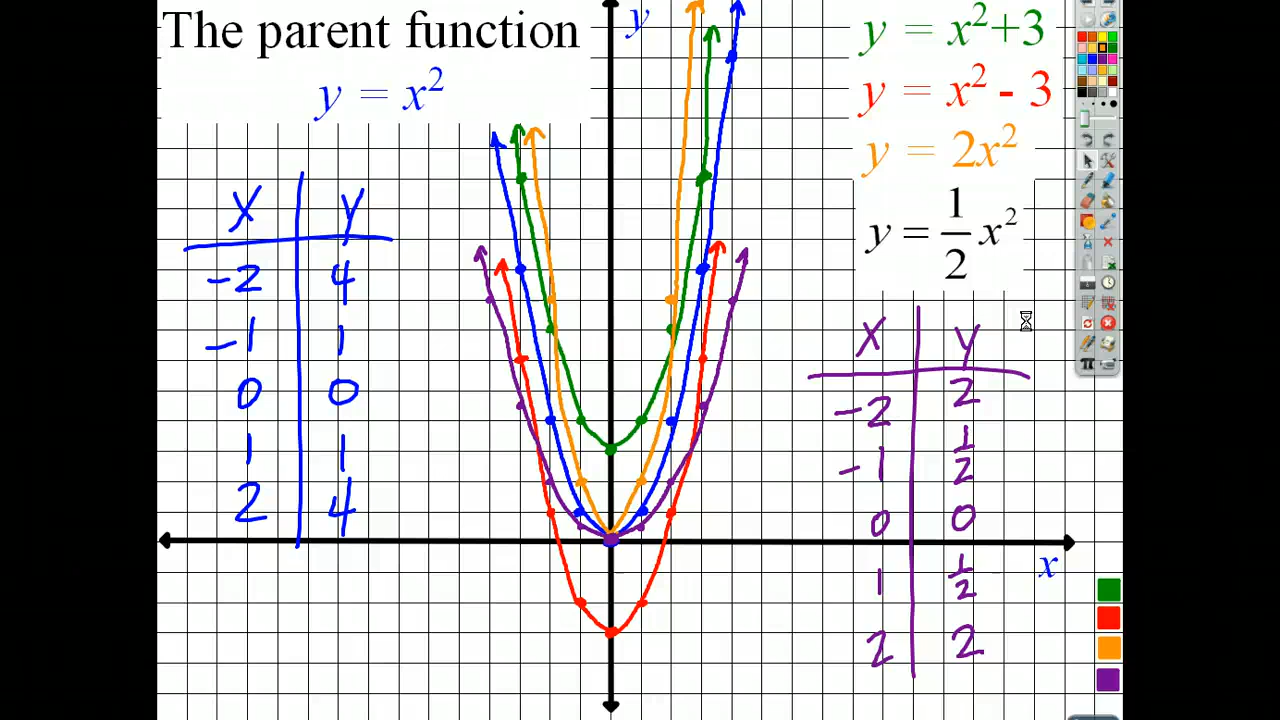 The parent function
y = x²
y
y = x²+3
y = x² - 3
y = 2x²
y = 1/2 x²
x y
-2 4
-1 1
0 0
1 1
2 4
x y
-2 2
-1 1/2
0 0
1 1/2
2 2
x